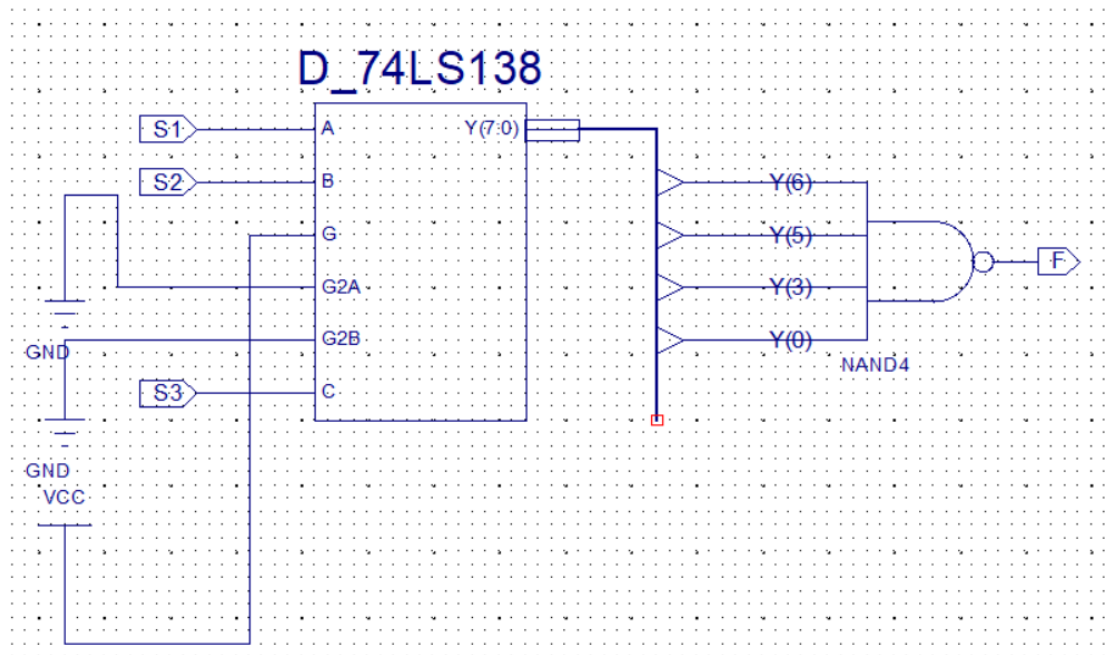 D_74LS138
S1
A
Y(7:0)
S2
B
Y(6)
G
Y(5)
F
G2A
Y(3)
G2B
Y(0)
GND
NAND4
S3
C
GND
VCC